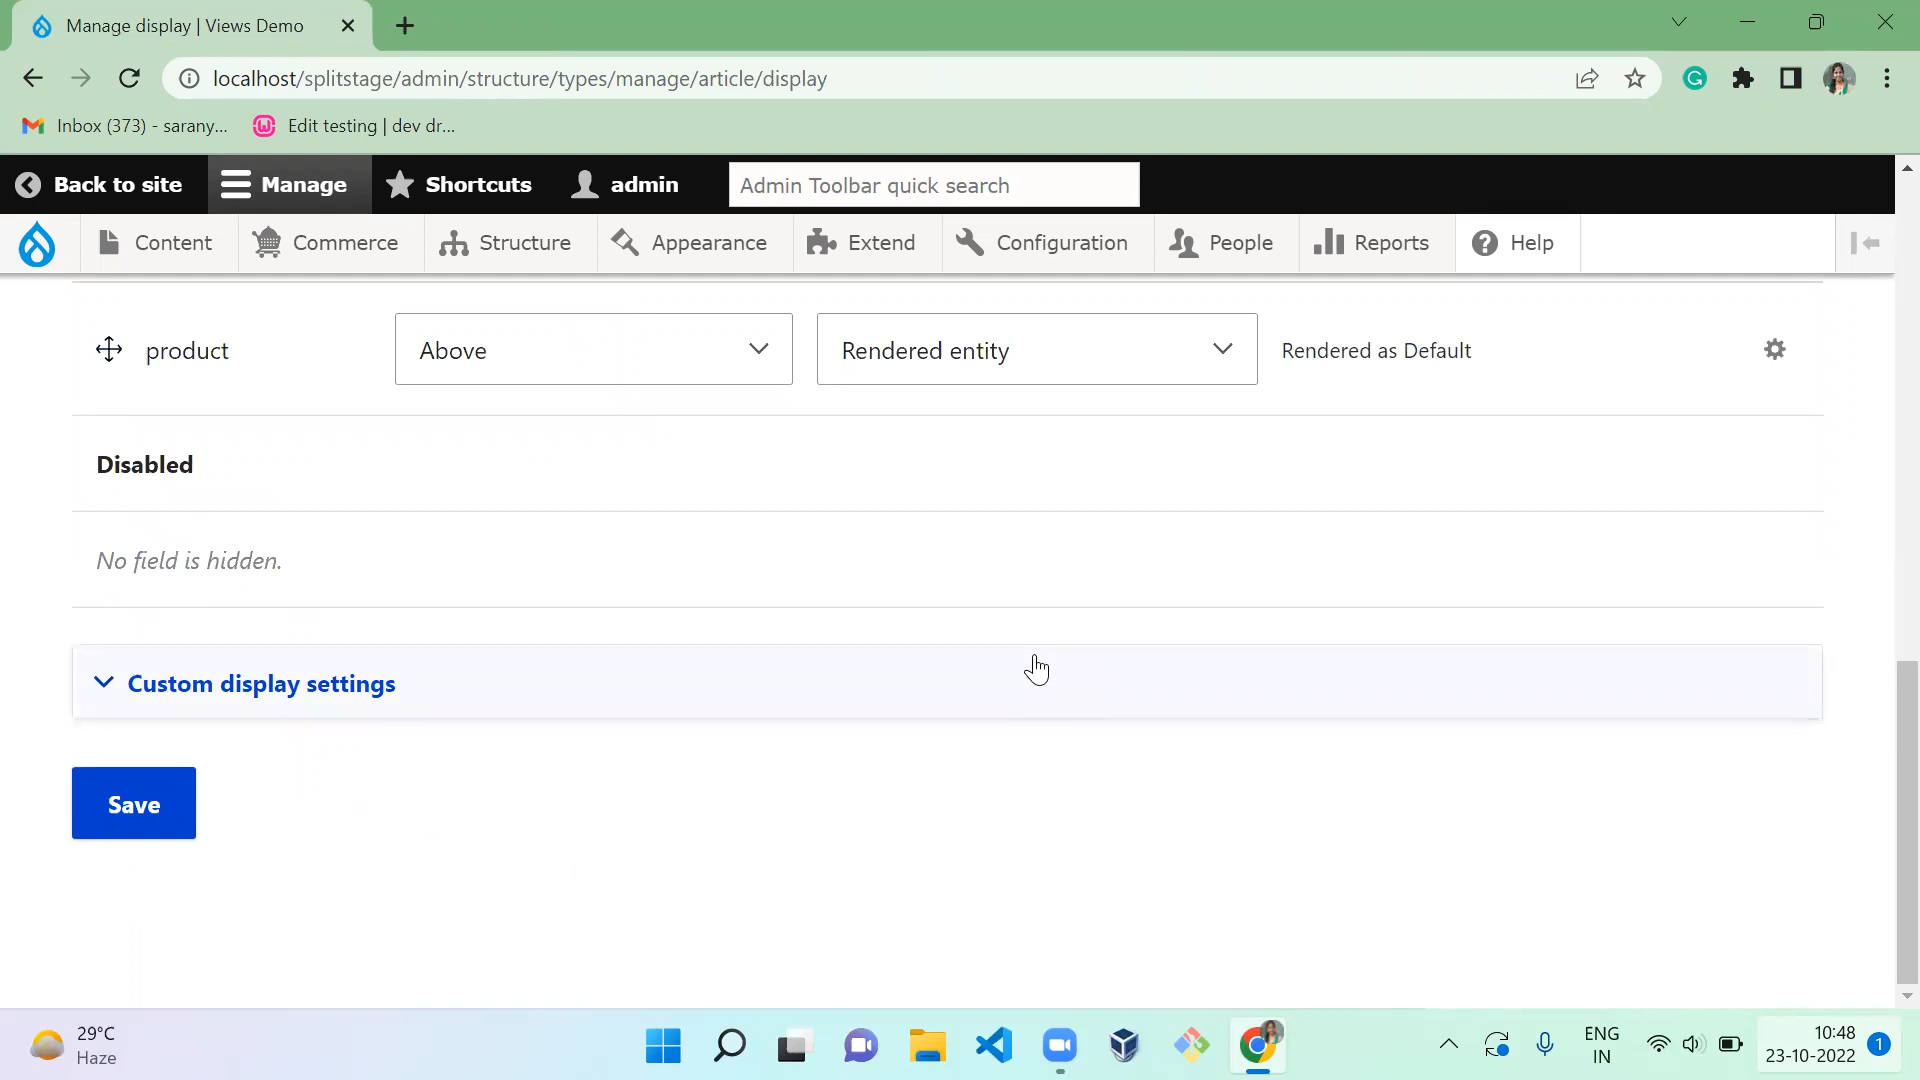 Manage display | Views Demo
localhost/splitstage/admin/structure/types/manage/article/display
Inbox (373) - sarany...
Edit testing | dev dr...
Back to site
Manage
Shortcuts
admin
Admin Toolbar quick search
Content
Commerce
Structure
Appearance
Extend
Configuration
People
Reports
Help
product
Above
Rendered entity
Rendered as Default
Disabled
No field is hidden.
Custom display settings
Save
29°C
Haze
ENG
IN
10:48
23-10-2022
1